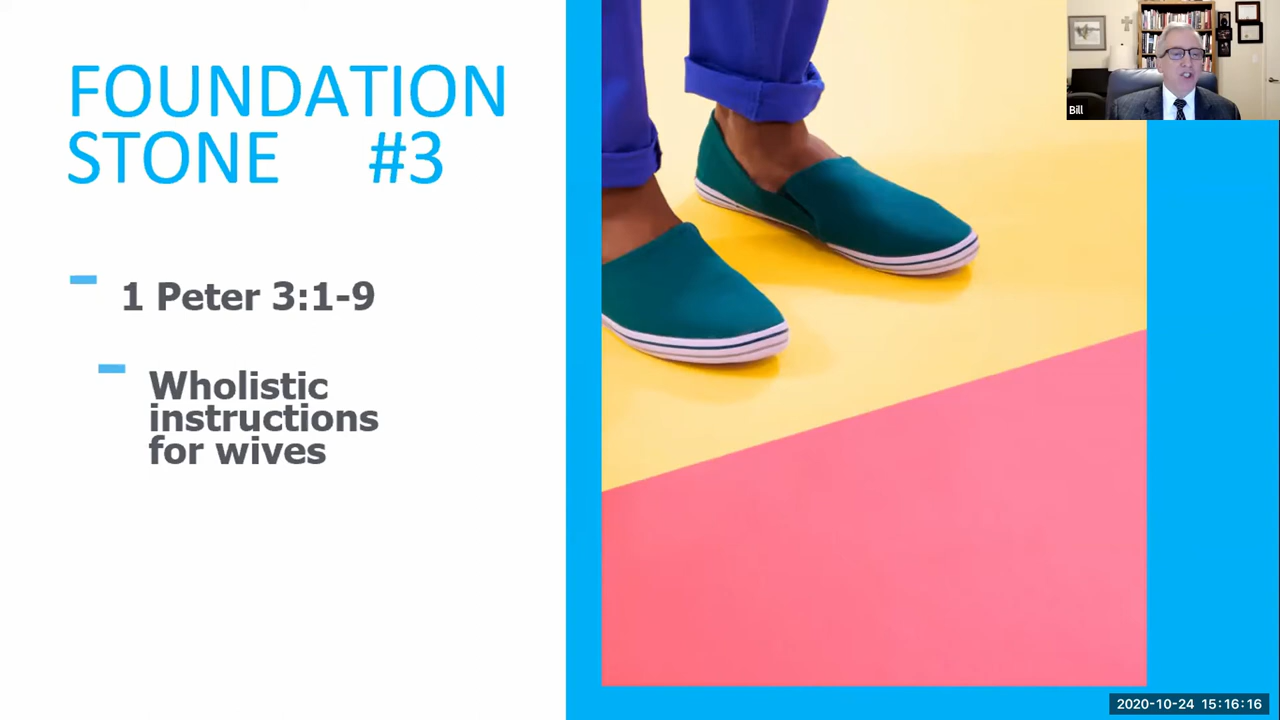 FOUNDATION
STONE #3
1 Peter 3:1-9
Wholistic
instructions
for wives
Bill
2020-10-24 15:16:16